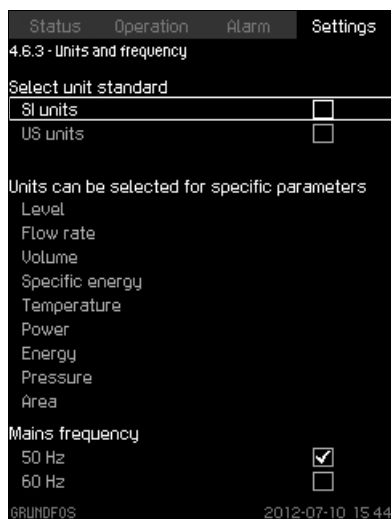 Status Operation Alarm Settings
4.6.3 - Units and frequency
Select unit standard
SI units
US units
Units can be selected for specific parameters
Level
Flow rate
Volume
Specific energy
Temperature
Power
Energy
Pressure
Area
Mains frequency
50 Hz
60 Hz
GRUNDFOS 2012-07-10 15 44